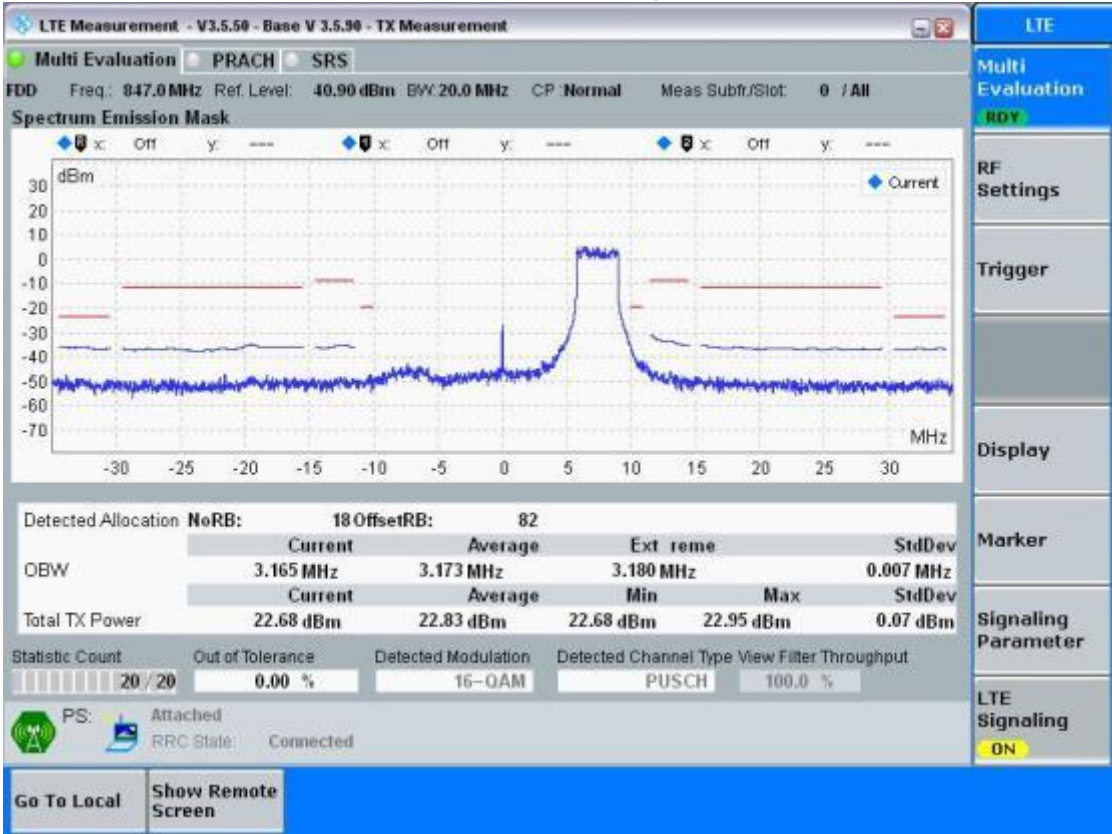 LTE Measurement - V3.5.50 - Base V 3.5.90 - TX Measurement
LTE
Multi Evaluation PRACH SRS
Multi
Evaluation
RDY
FDD Freq.: 847.0 MHz Ref. Level: 40.90 dBm BW: 20.0 MHz CP :Normal Meas Subfr./Slot: 0 / All
Spectrum Emission Mask
x: Off y: --- x: Off y: --- x: Off y: ---
dBm
Current
30
20
10
0
-10
-20
-30
-40
-50
-60
-70
MHz
-30 -25 -20 -15 -10 -5 0 5 10 15 20 25 30
RF
Settings
Trigger
Display
Marker
Signaling
Parameter
LTE
Signaling
ON
Detected Allocation NoRB: 18 OffsetRB: 82
Current Average Ext reme StdDev
OBW 3.165 MHz 3.173 MHz 3.180 MHz 0.007 MHz
Current Average Min Max StdDev
Total TX Power 22.68 dBm 22.83 dBm 22.68 dBm 22.95 dBm 0.07 dBm
Statistic Count Out of Tolerance Detected Modulation Detected Channel Type View Filter Throughput
20 / 20 0.00 % 16-QAM PUSCH 100.0 %
PS: Attached
RRC State: Connected
Go To Local
Show Remote
Screen